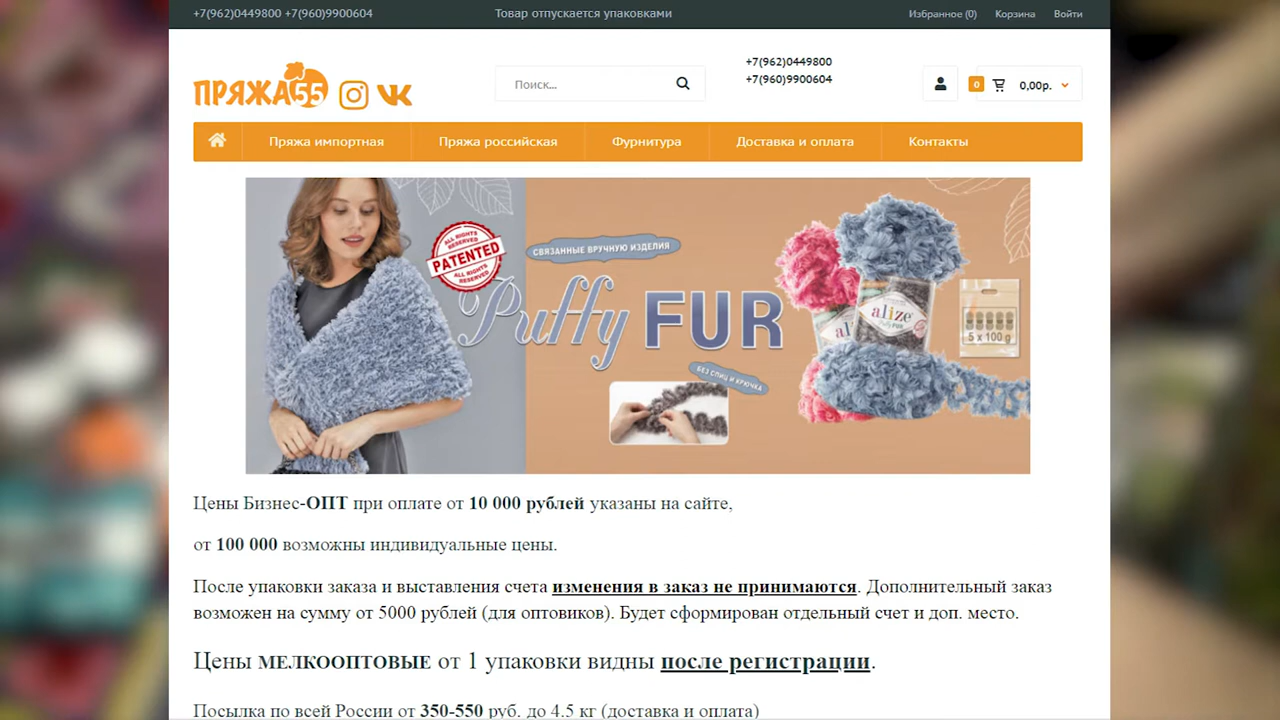 +7(962)0449800 +7(960)9900604
Товар отпускается упаковками
Избранное (0) Корзина Войти
ПРЯЖА55
Поиск...
+7(962)0449800
+7(960)9900604
0 0,00р.
Пряжа импортная Пряжа российская Фурнитура Доставка и оплата Контакты
ALL RIGHTS RESERVED
PATENTED
ALL RIGHTS RESERVED
СВЯЗАННЫЕ ВРУЧНУЮ ИЗДЕЛИЯ
Puffy FUR
БЕЗ СПИЦ И КРЮЧКА
alize
Puffy FUR
5 x 100 g
Цены Бизнес-ОПТ при оплате от 10 000 рублей указаны на сайте,
от 100 000 возможны индивидуальные цены.
После упаковки заказа и выставления счета изменения в заказ не принимаются. Дополнительный заказ
возможен на сумму от 5000 рублей (для оптовиков). Будет сформирован отдельный счет и доп. место.
Цены МЕЛКООПТОВЫЕ от 1 упаковки видны после регистрации.
Посылка по всей России от 350-550 руб. до 4.5 кг (доставка и оплата)